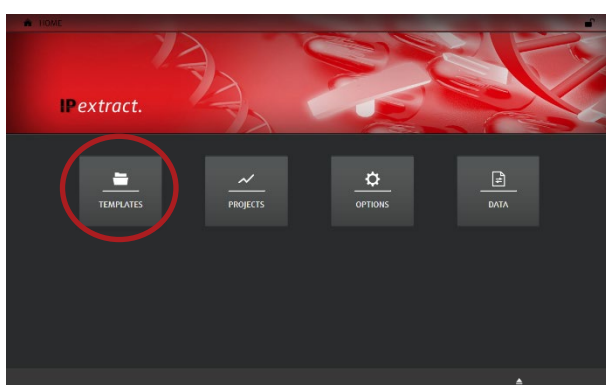 HOME
IPextract.
TEMPLATES
PROJECTS
OPTIONS
DATA